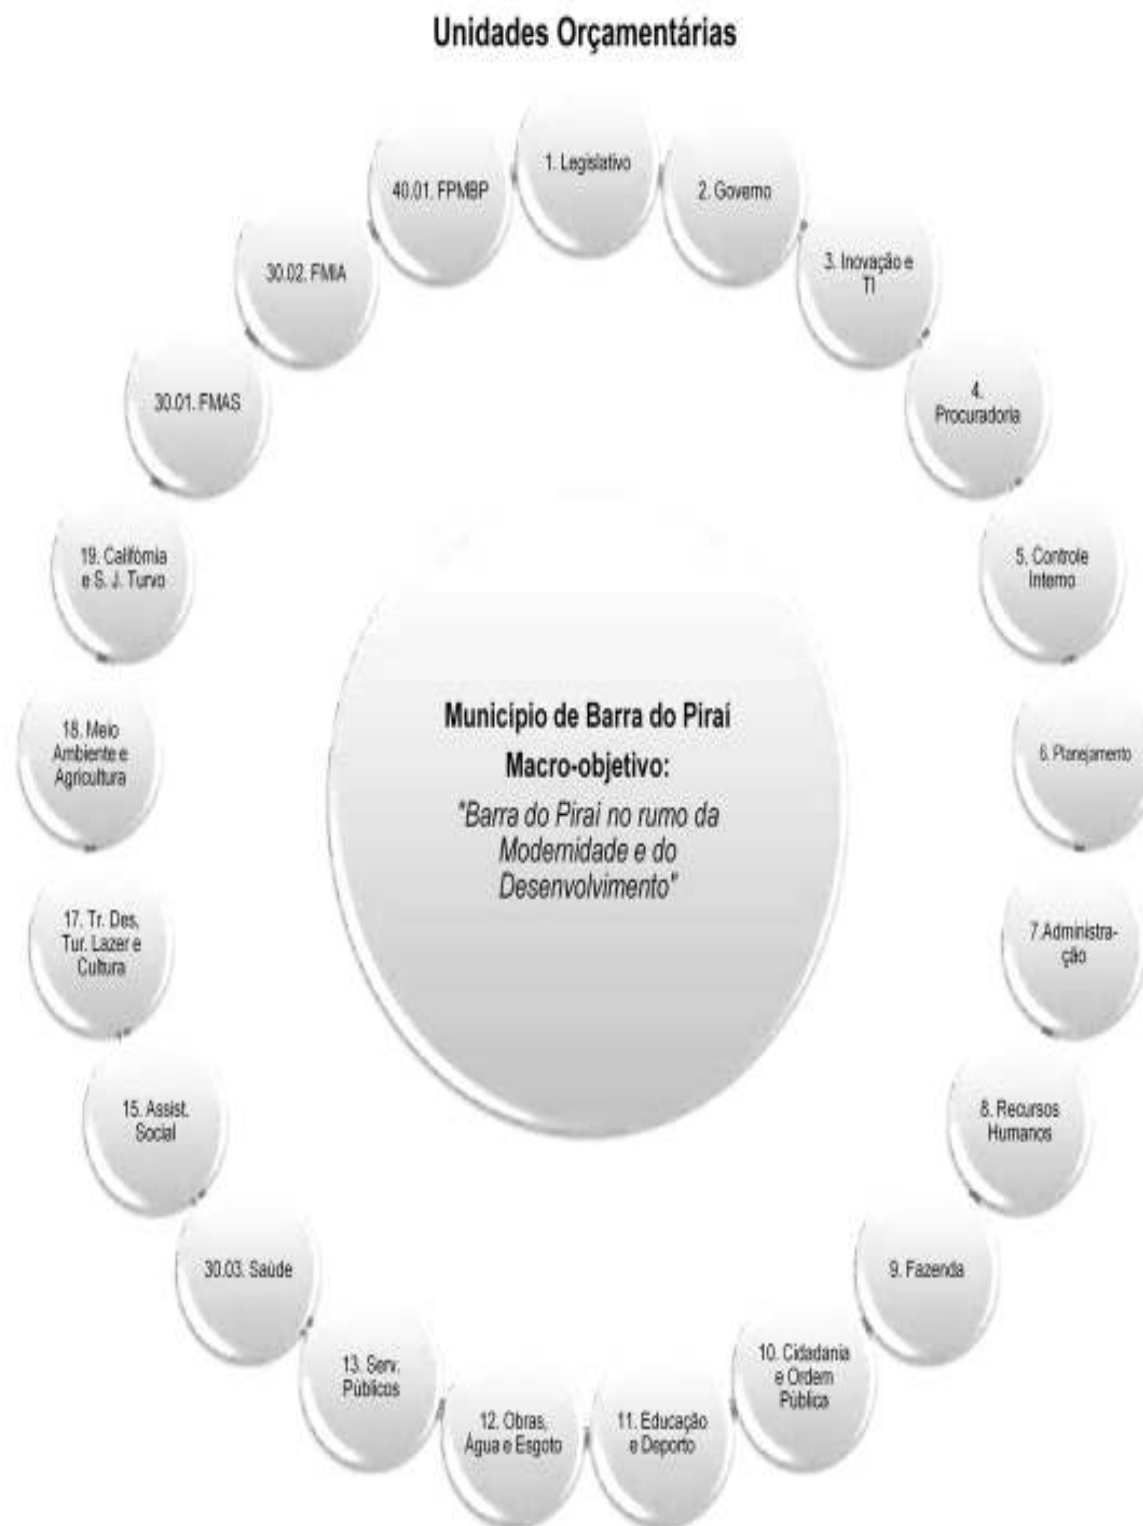 Unidades Orçamentárias
1. Legislativo
2. Governo
3. Inovação e
TI
4.
Procuradoria
5. Controle
Interno
6. Planejamento
7.Administra-
ção
8. Recursos
Humanos
9. Fazenda
10. Cidadania
e Ordem
Pública
11. Educação
e Deporto
12. Obras,
Água e Esgoto
13. Serv.
Públicos
30.03. Saúde
15. Assist.
Social
17. Tr. Des,
Tur. Lazer e
Cultura
18. Meio
Ambiente e
Agricultura
19. Califórnia
e S. J. Turvo
30.01. FMAS
30.02. FMIA
40.01. FPMBP
Município de Barra do Piraí
Macro-objetivo:
"Barra do Piraí no rumo da
Modernidade e do
Desenvolvimento"